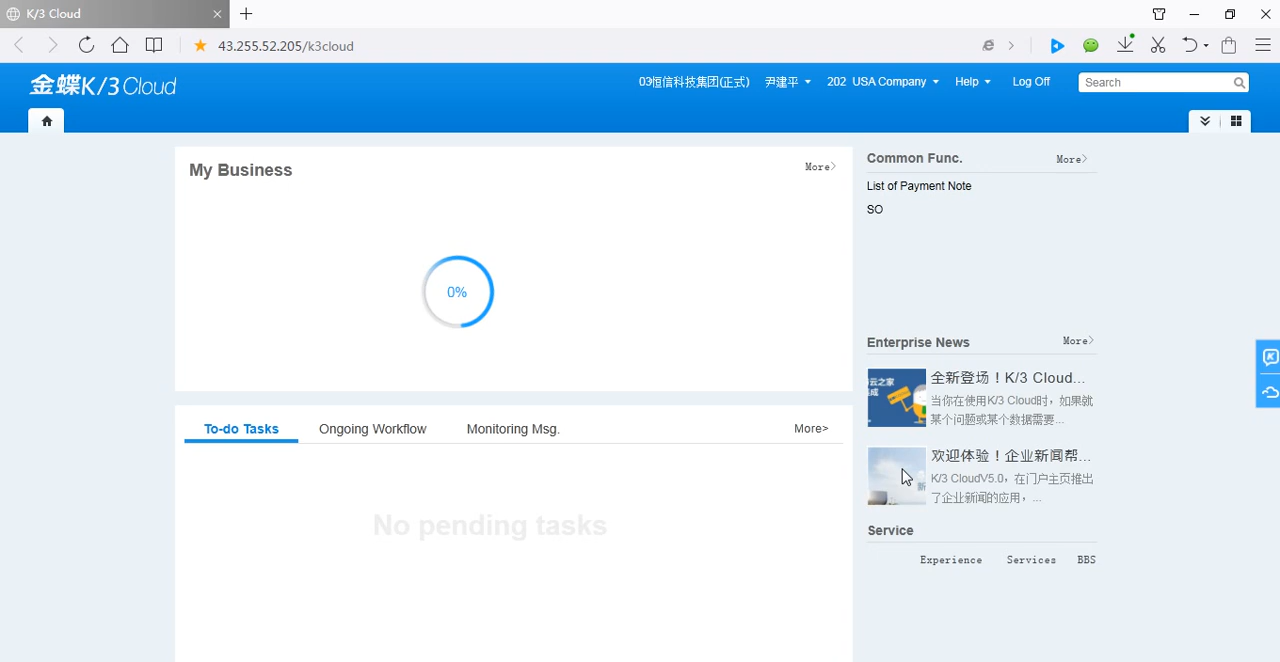 K/3 Cloud
43.255.52.205/k3cloud
金蝶K/3 Cloud
03恒信科技集团(正式) 尹建平 202 USA Company Help Log Off Search
My Business More>
0%
Common Func. More>
List of Payment Note
SO
Enterprise News More>
全新登场！K/3 Cloud...
当你在使用K/3 Cloud时，如果就
某个问题或某个数据需要...
欢迎体验！企业新闻帮...
K/3 CloudV5.0，在门户主页推出
了企业新闻的应用，...
To-do Tasks Ongoing Workflow Monitoring Msg. More>
No pending tasks
Service
Experience Services BBS